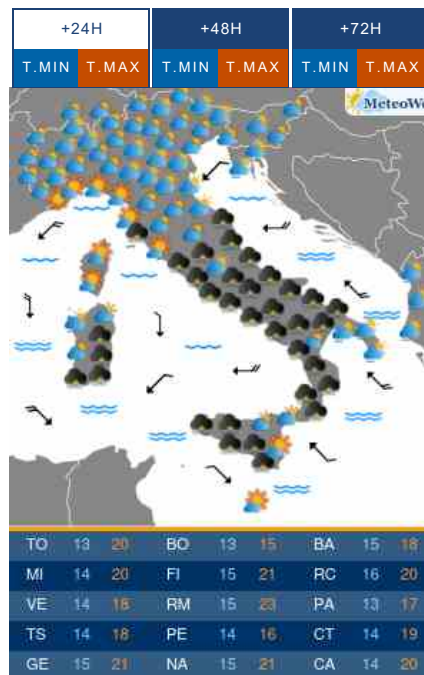 +24H +48H +72H
T.MIN T.MAX T.MIN T.MAX T.MIN T.MAX
TO 13 20 BO 13 15 BA 15 18
MI 14 20 FI 15 21 RC 16 20
VE 14 18 RM 15 23 PA 13 17
TS 14 18 PE 14 16 CT 14 19
GE 15 21 NA 15 21 CA 14 20